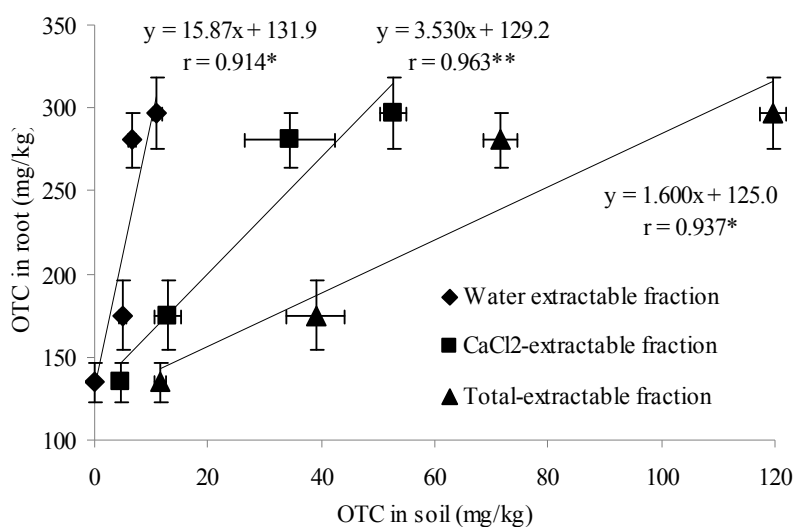 y = 15.87x + 131.9
r = 0.914*
y = 3.530x + 129.2
r = 0.963**
y = 1.600x + 125.0
r = 0.937*
OTC in root (mg/kg)
350
300
250
200
150
100
Water extractable fraction
CaCl2-extractable fraction
Total-extractable fraction
0 20 40 60 80 100 120
OTC in soil (mg/kg)